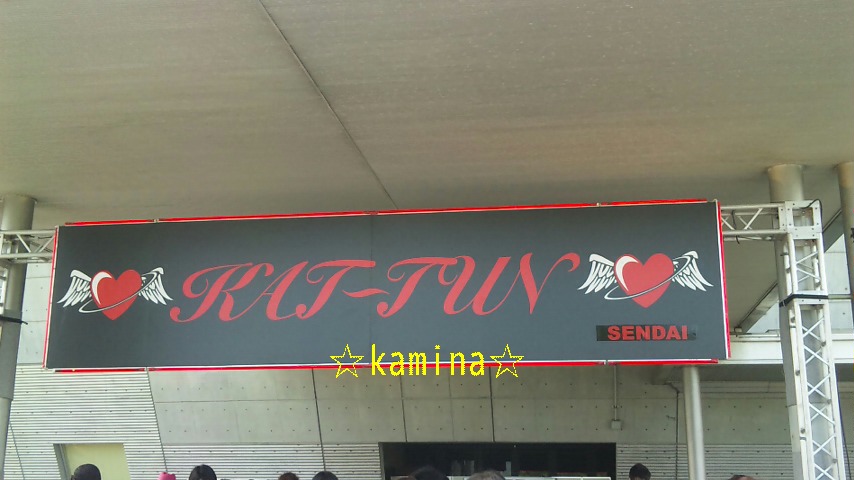 KAT-TUN
SENDAI
☆kamina☆